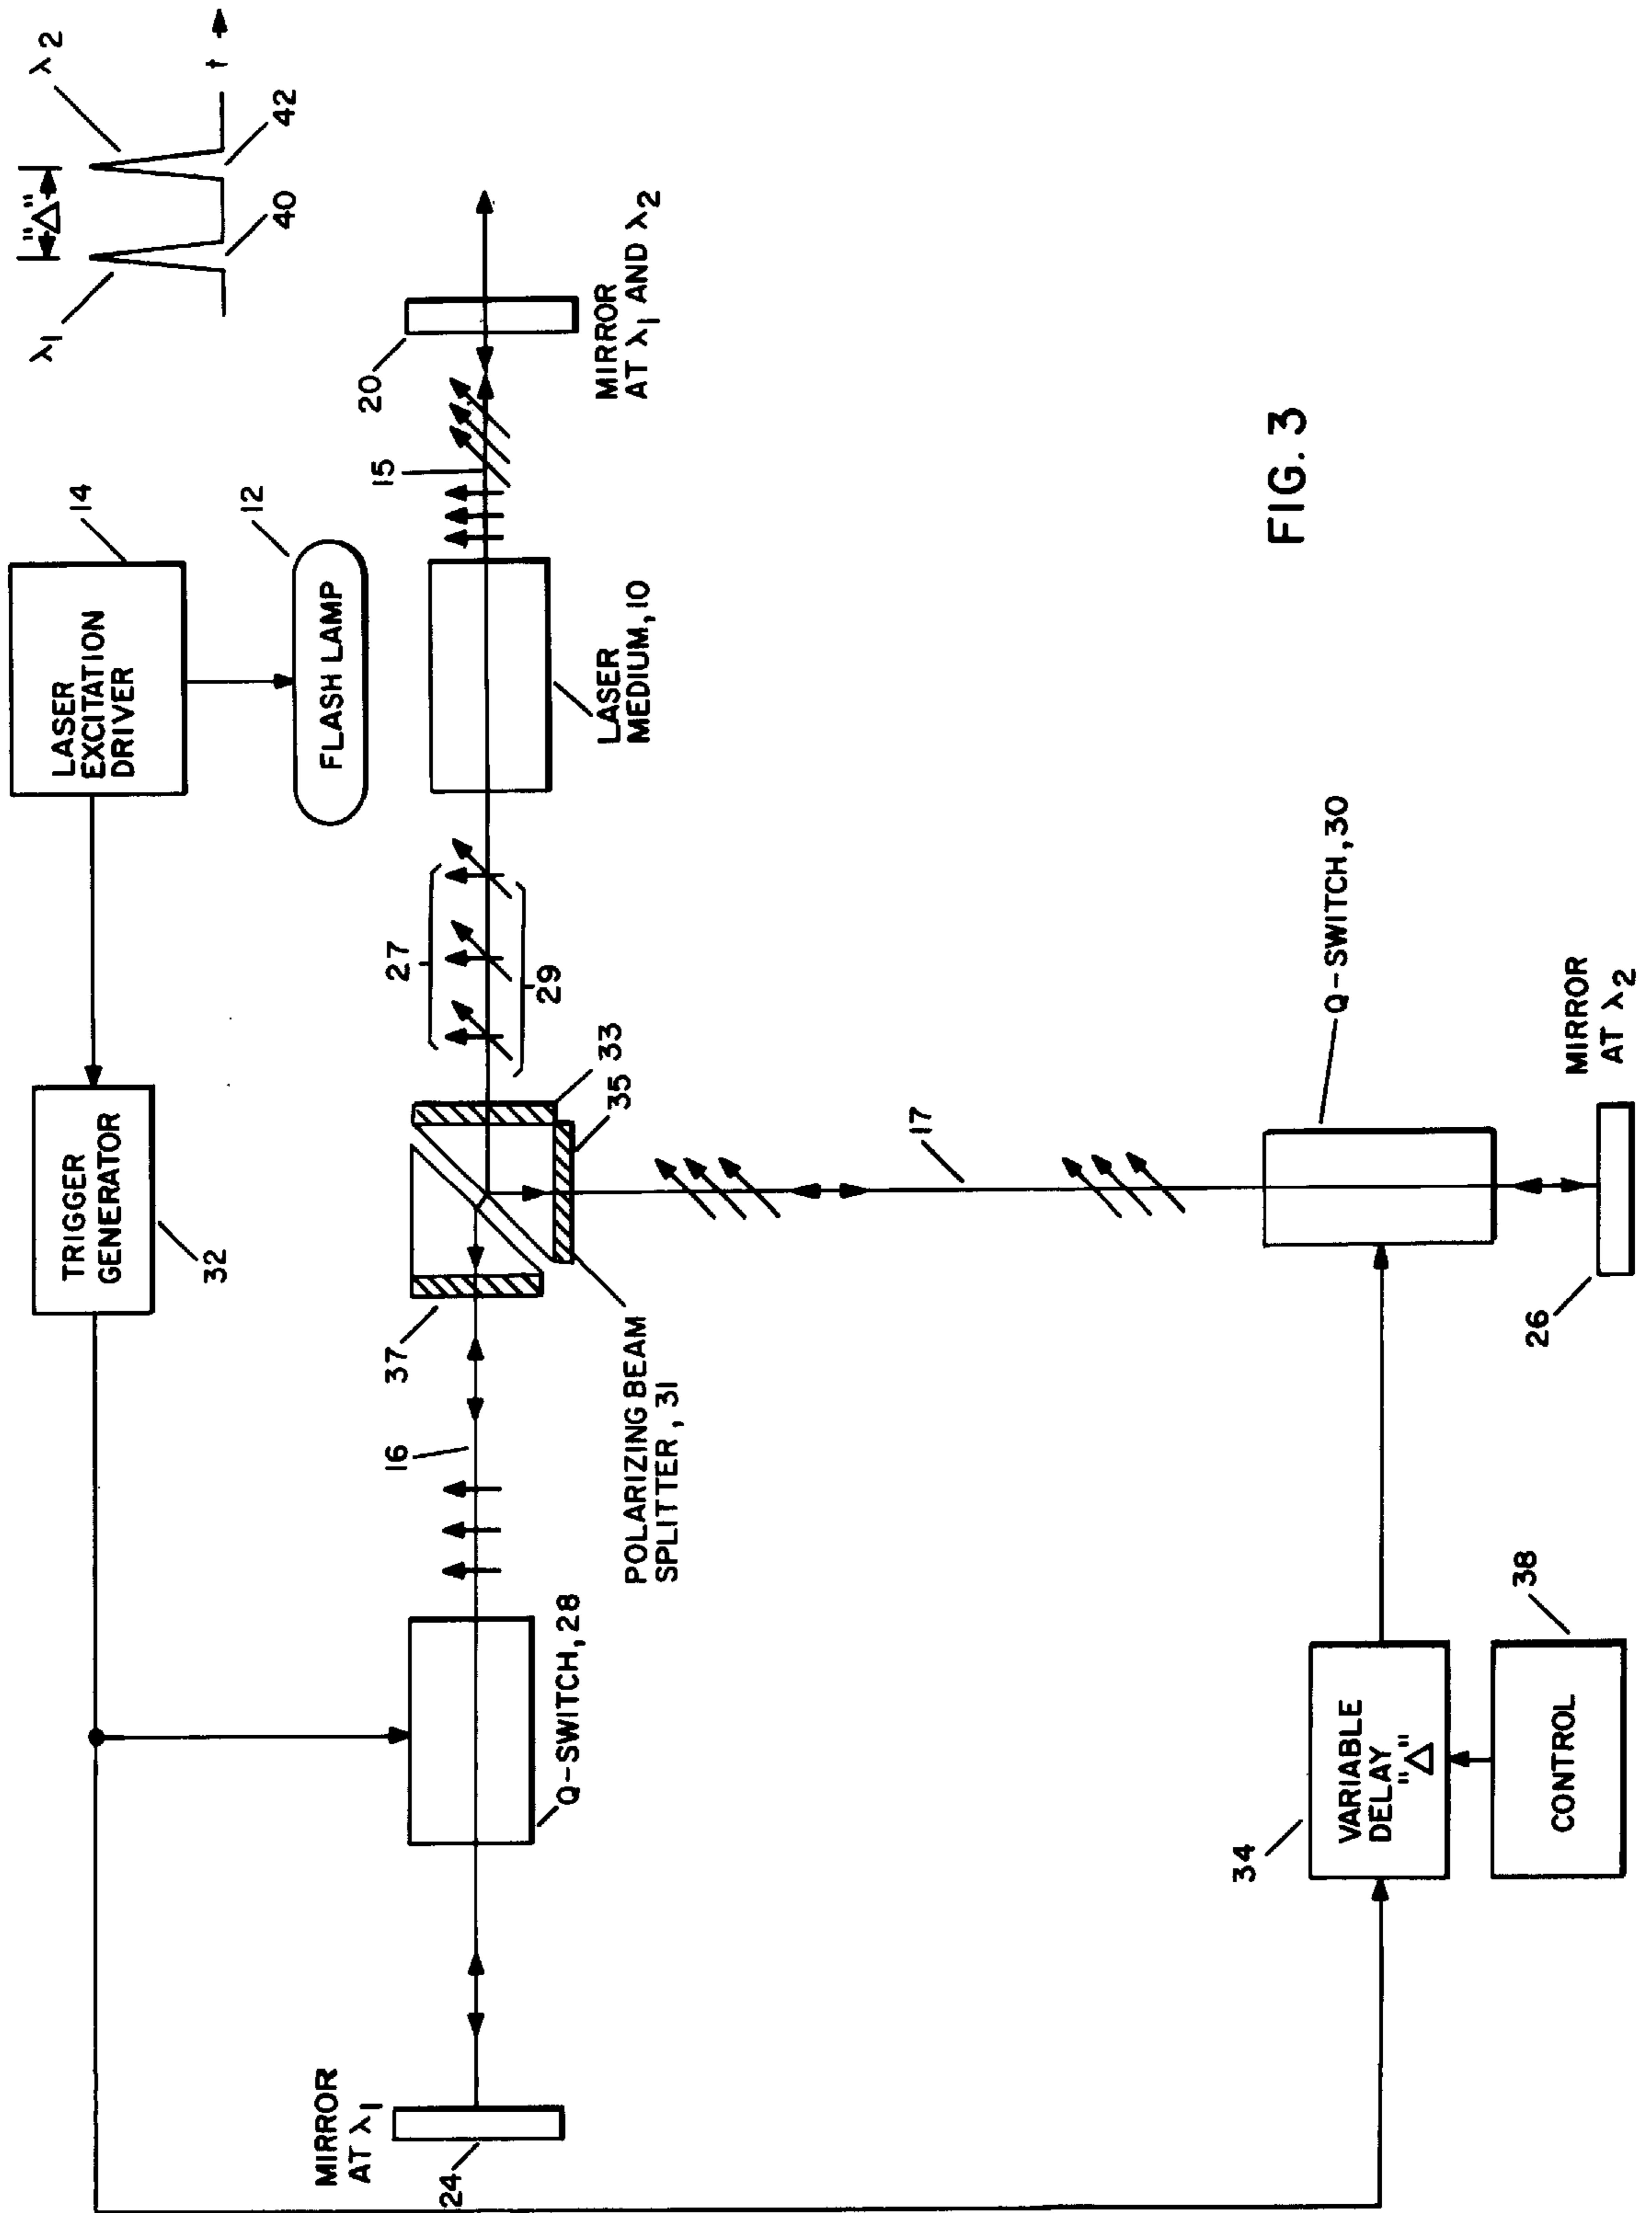 λ1
λ2
"Δ"
t
40
42
LASER
EXCITATION
DRIVER
14
FLASH LAMP
12
TRIGGER
GENERATOR
32
MIRROR
AT λ1
24
Q-SWITCH, 28
16
37
POLARIZING BEAM
SPLITTER, 31
33
35
27
29
LASER
MEDIUM, 10
15
20
MIRROR
AT λ1 AND λ2
17
Q-SWITCH, 30
26
MIRROR
AT λ2
34
VARIABLE
DELAY
"Δ"
CONTROL
38
FIG. 3